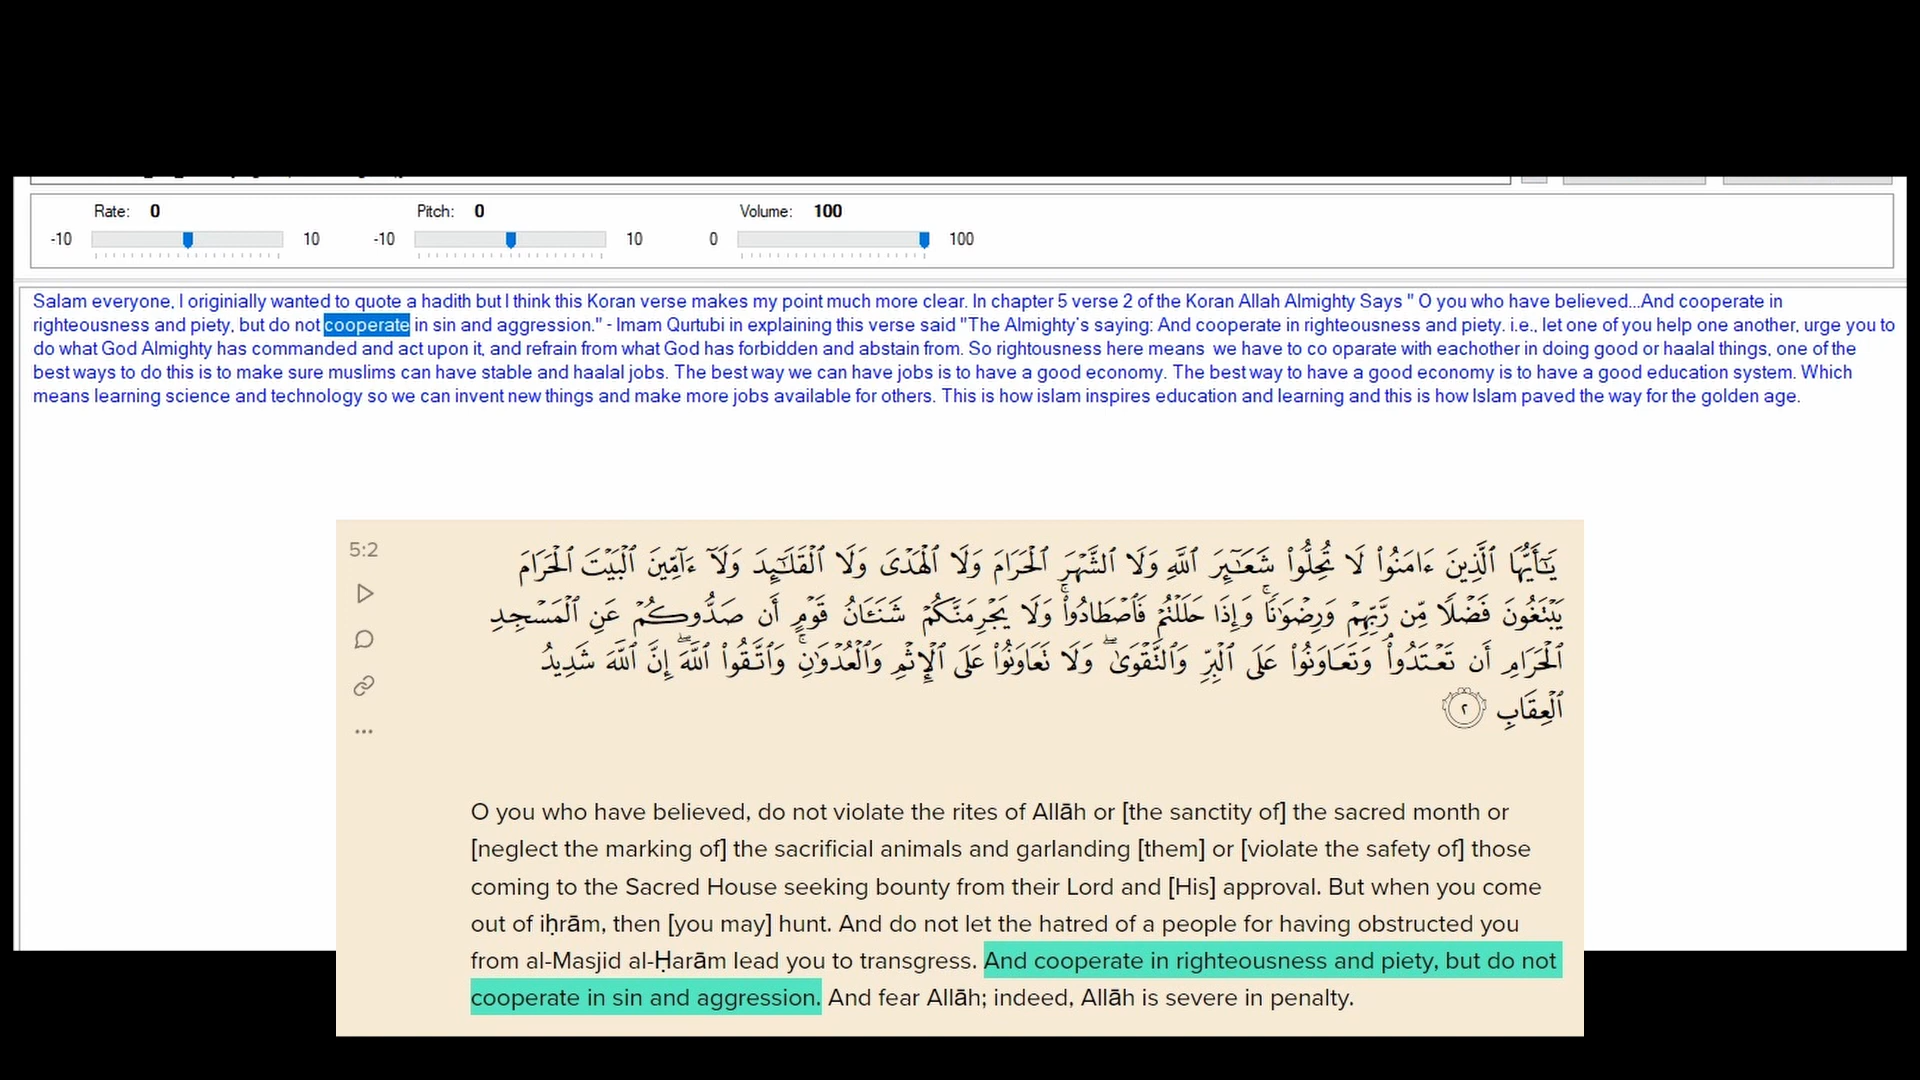 Rate: 0 Pitch: 0 Volume: 100
-10 10 -10 10 0 100
Salam everyone, I originially wanted to quote a hadith but I think this Koran verse makes my point much more clear. In chapter 5 verse 2 of the Koran Allah Almighty Says " O you who have believed...And cooperate in
righteousness and piety, but do not cooperate in sin and aggression." - Imam Qurtubi in explaining this verse said "The Almighty's saying: And cooperate in righteousness and piety. i.e., let one of you help one another, urge you to
do what God Almighty has commanded and act upon it, and refrain from what God has forbidden and abstain from. So rightousness here means  we have to co oparate with eachother in doing good or haalal things, one of the
best ways to do this is to make sure muslims can have stable and haalal jobs. The best way we can have jobs is to have a good economy. The best way to have a good economy is to have a good education system. Which
means learning science and technology so we can invent new things and make more jobs available for others. This is how islam inspires education and learning and this is how Islam paved the way for the golden age.
5:2
يَـٰٓأَيُّهَا ٱلَّذِينَ ءَامَنُوا۟ لَا تُحِلُّوا۟ شَعَـٰٓئِرَ ٱللَّهِ وَلَا ٱلشَّهْرَ ٱلْحَرَامَ وَلَا ٱلْهَدْىَ وَلَا ٱلْقَلَـٰٓئِدَ وَلَآ ءَآمِّينَ ٱلْبَيْتَ ٱلْحَرَامَ
يَبْتَغُونَ فَضْلًا مِّن رَّبِّهِمْ وَرِضْوَٰنًا ۚ وَإِذَا حَلَلْتُمْ فَٱصْطَادُوا۟ ۚ وَلَا يَجْرِمَنَّكُمْ شَنَـَٔانُ قَوْمٍ أَن صَدُّوكُمْ عَنِ ٱلْمَسْجِدِ
ٱلْحَرَامِ أَن تَعْتَدُوا۟ ۘ وَتَعَاوَنُوا۟ عَلَى ٱلْبِرِّ وَٱلتَّقْوَىٰ ۖ وَلَا تَعَاوَنُوا۟ عَلَى ٱلْإِثْمِ وَٱلْعُدْوَٰنِ ۚ وَٱتَّقُوا۟ ٱللَّهَ ۖ إِنَّ ٱللَّهَ شَدِيدُ
ٱلْعِقَابِ ٢
O you who have believed, do not violate the rites of Allāh or [the sanctity of] the sacred month or
[neglect the marking of] the sacrificial animals and garlanding [them] or [violate the safety of] those
coming to the Sacred House seeking bounty from their Lord and [His] approval. But when you come
out of iḥrām, then [you may] hunt. And do not let the hatred of a people for having obstructed you
from al-Masjid al-Ḥarām lead you to transgress. And cooperate in righteousness and piety, but do not
cooperate in sin and aggression. And fear Allāh; indeed, Allāh is severe in penalty.